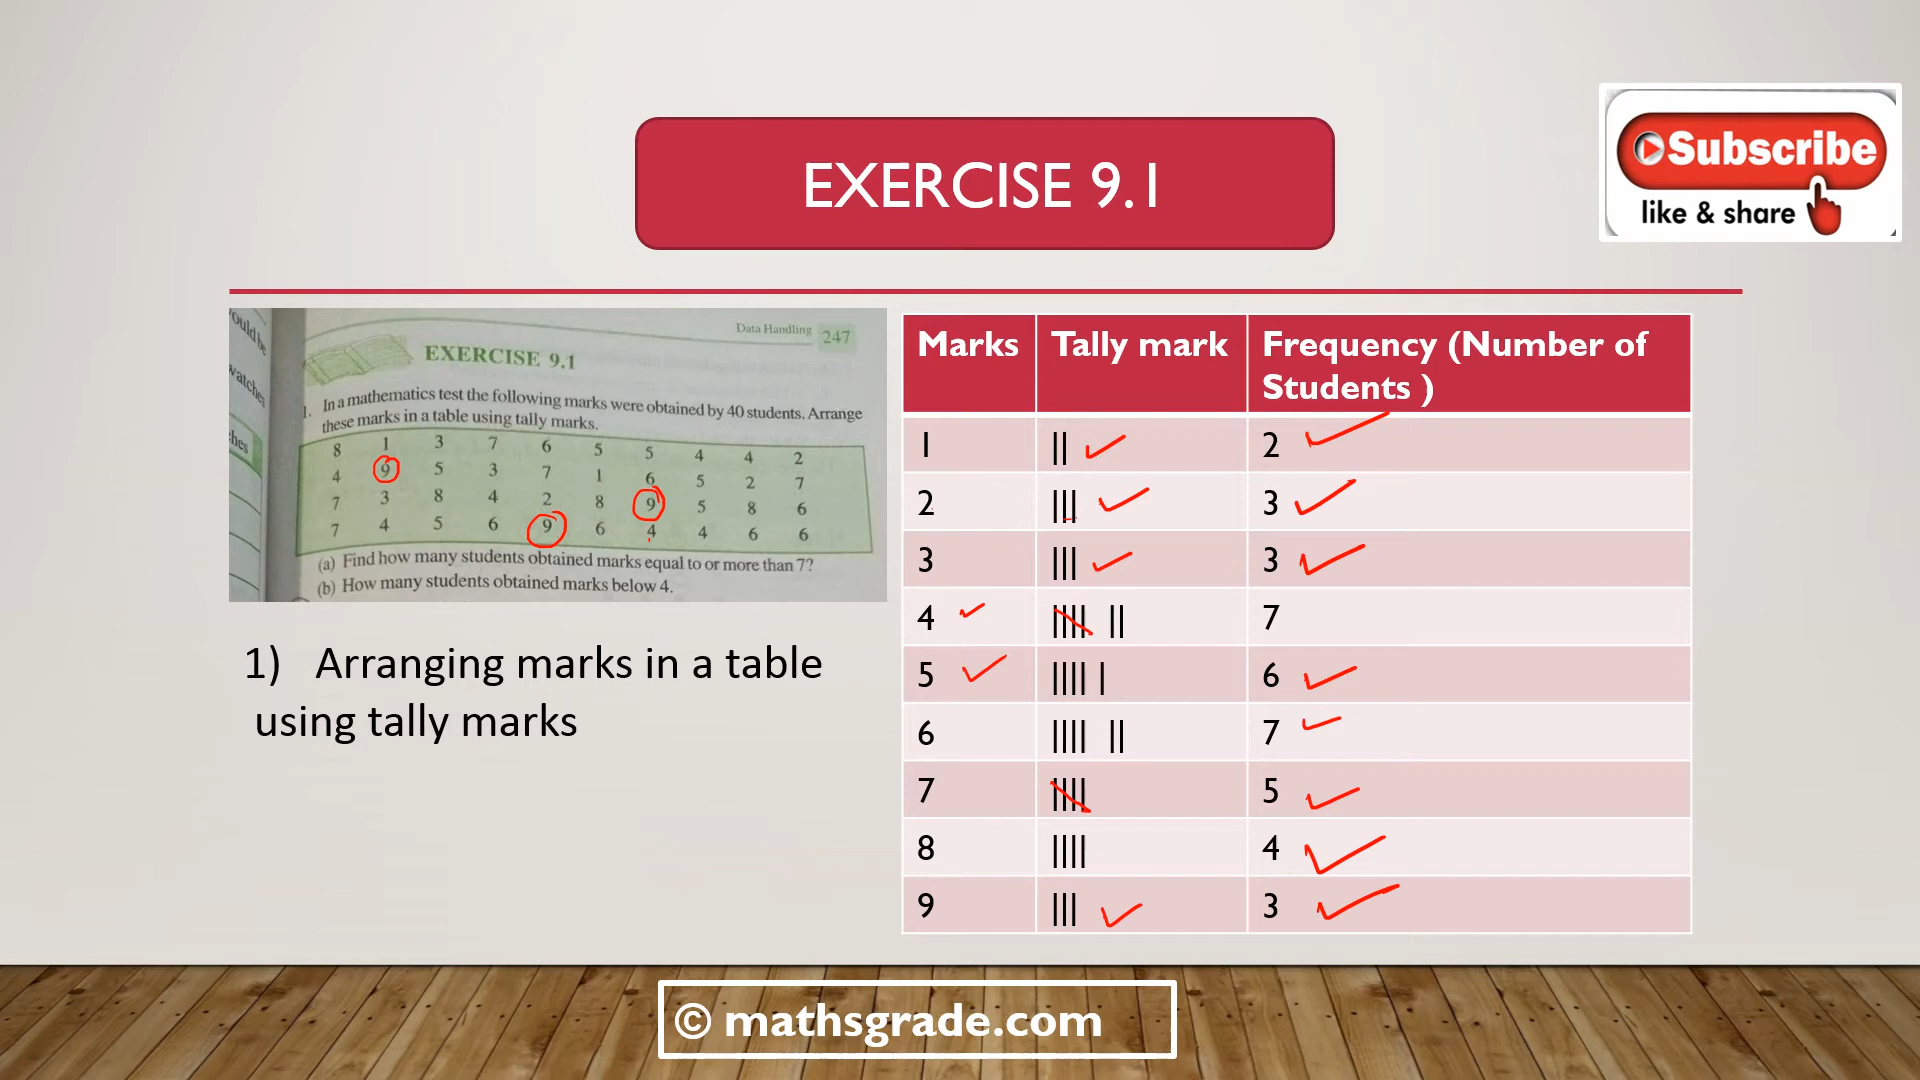 EXERCISE 9.1
Subscribe
like & share
ould be
watches
ches
Data Handling 247
EXERCISE 9.1
1. In a mathematics test the following marks were obtained by 40 students. Arrange
these marks in a table using tally marks.
8 1 3 7 6 5 5 4 4 2
4 9 5 3 7 1 6 5 2 7
7 3 8 4 2 8 9 5 8 6
7 4 5 6 9 6 4 4 6 6
(a) Find how many students obtained marks equal to or more than 7?
(b) How many students obtained marks below 4.
1) Arranging marks in a table
using tally marks
Marks Tally mark Frequency (Number of
Students )
1 || 2
2 ||| 3
3 ||| 3
4 |||| || 7
5 |||| | 6
6 |||| || 7
7 |||| 5
8 |||| 4
9 ||| 3
© mathsgrade.com